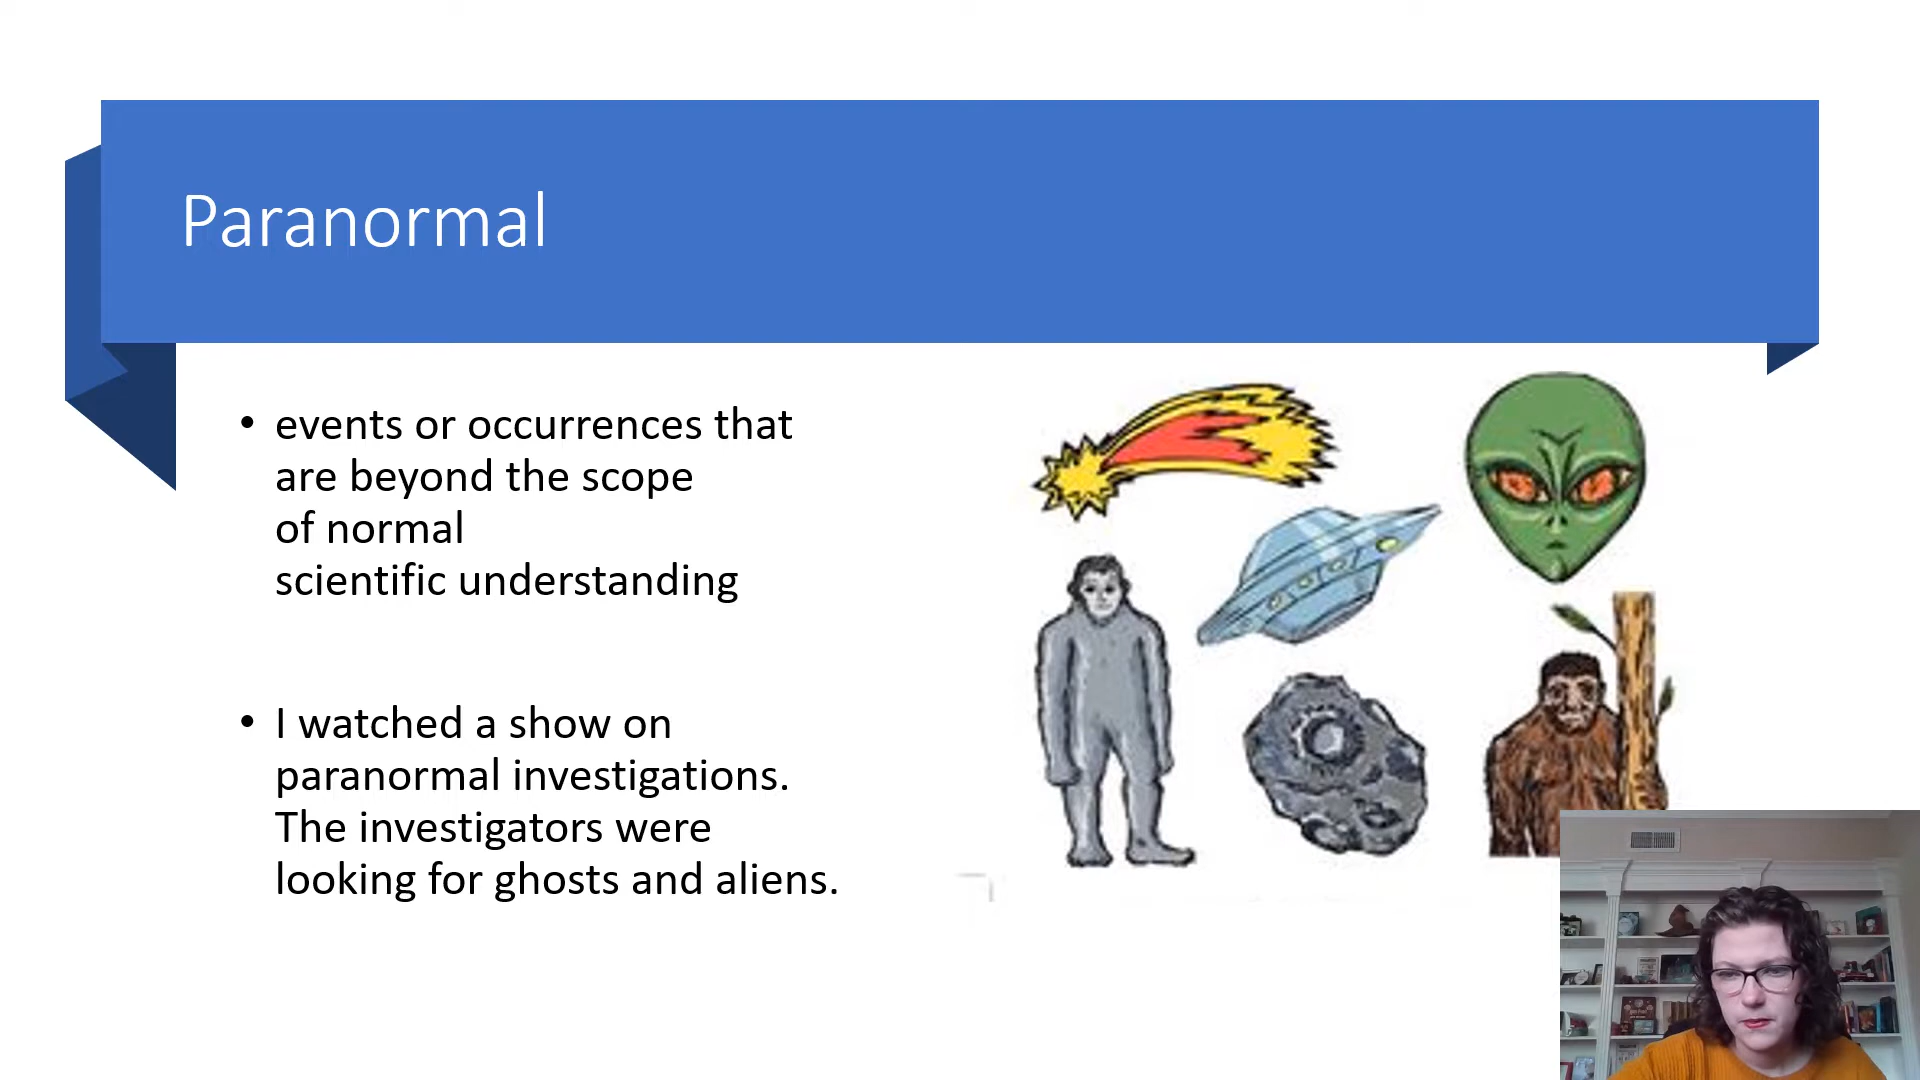 Paranormal
• events or occurrences that
are beyond the scope
of normal
scientific understanding
• I watched a show on
paranormal investigations.
The investigators were
looking for ghosts and aliens.